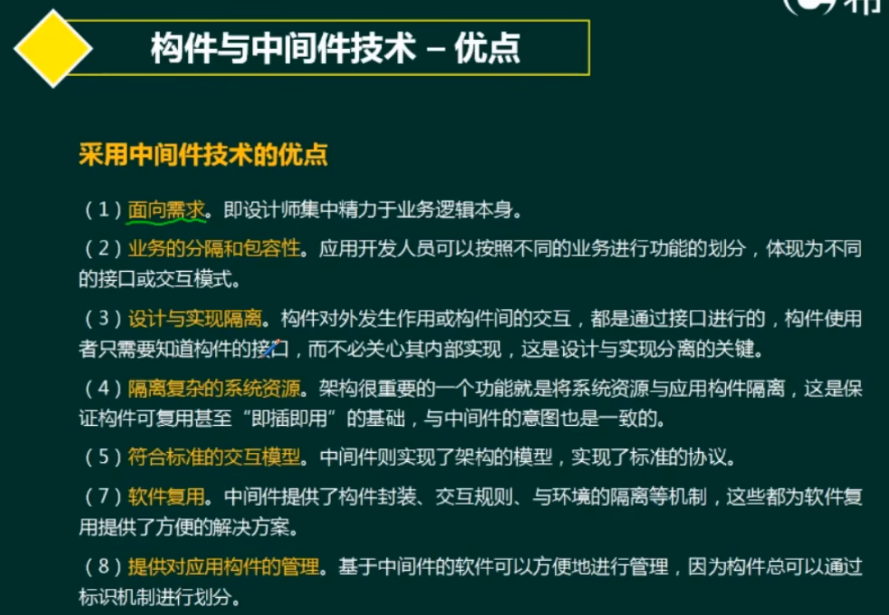 构件与中间件技术 – 优点
采用中间件技术的优点
（1）面向需求。即设计师集中精力于业务逻辑本身。
（2）业务的分隔和包容性。应用开发人员可以按照不同的业务进行功能的划分，体现为不同
的接口或交互模式。
（3）设计与实现隔离。构件对外发生作用或构件间的交互，都是通过接口进行的，构件使用
者只需要知道构件的接口，而不必关心其内部实现，这是设计与实现分离的关键。
（4）隔离复杂的系统资源。架构很重要的一个功能就是将系统资源与应用构件隔离，这是保
证构件可复用甚至“即插即用”的基础，与中间件的意图也是一致的。
（5）符合标准的交互模型。中间件则实现了架构的模型，实现了标准的协议。
（7）软件复用。中间件提供了构件封装、交互规则、与环境的隔离等机制，这些都为软件复
用提供了方便的解决方案。
（8）提供对应用构件的管理。基于中间件的软件可以方便地进行管理，因为构件总可以通过
标识机制进行划分。